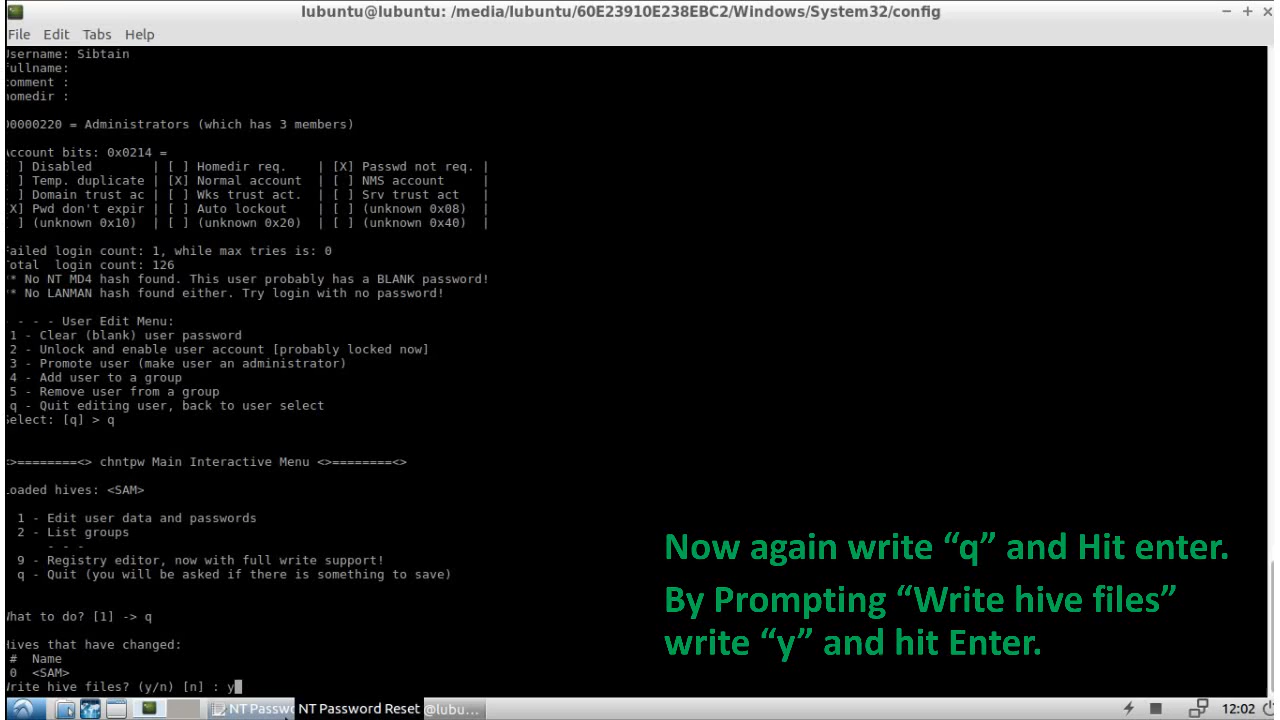 lubuntu@lubuntu: /media/lubuntu/60E23910E238EBC2/Windows/System32/config
File Edit Tabs Help
Username: Sibtain
fullname:
comment :
homedir :
00000220 = Administrators (which has 3 members)
Account bits: 0x0214 =
[ ] Disabled | [ ] Homedir req. | [X] Passwd not req. |
[ ] Temp. duplicate | [X] Normal account | [ ] NMS account |
[ ] Domain trust ac | [ ] Wks trust act. | [ ] Srv trust act |
[X] Pwd don't expir | [ ] Auto lockout | [ ] (unknown 0x08) |
[ ] (unknown 0x10) | [ ] (unknown 0x20) | [ ] (unknown 0x40) |
Failed login count: 1, while max tries is: 0
Total login count: 126
** No NT MD4 hash found. This user probably has a BLANK password!
** No LANMAN hash found either. Try login with no password!
- - - - User Edit Menu:
1 - Clear (blank) user password
2 - Unlock and enable user account [probably locked now]
3 - Promote user (make user an administrator)
4 - Add user to a group
5 - Remove user from a group
q - Quit editing user, back to user select
Select: [q] > q
<>========<> chntpw Main Interactive Menu <>========<>
Loaded hives: <SAM>
1 - Edit user data and passwords
2 - List groups
- - -
9 - Registry editor, now with full write support!
q - Quit (you will be asked if there is something to save)
What to do? [1] -> q
Hives that have changed:
# Name
0 <SAM>
Write hive files? (y/n) [n] : y
Now again write “q” and Hit enter.
By Prompting “Write hive files”
write “y” and hit Enter.
NT Passwo NT Password Reset @lubu... 12:02